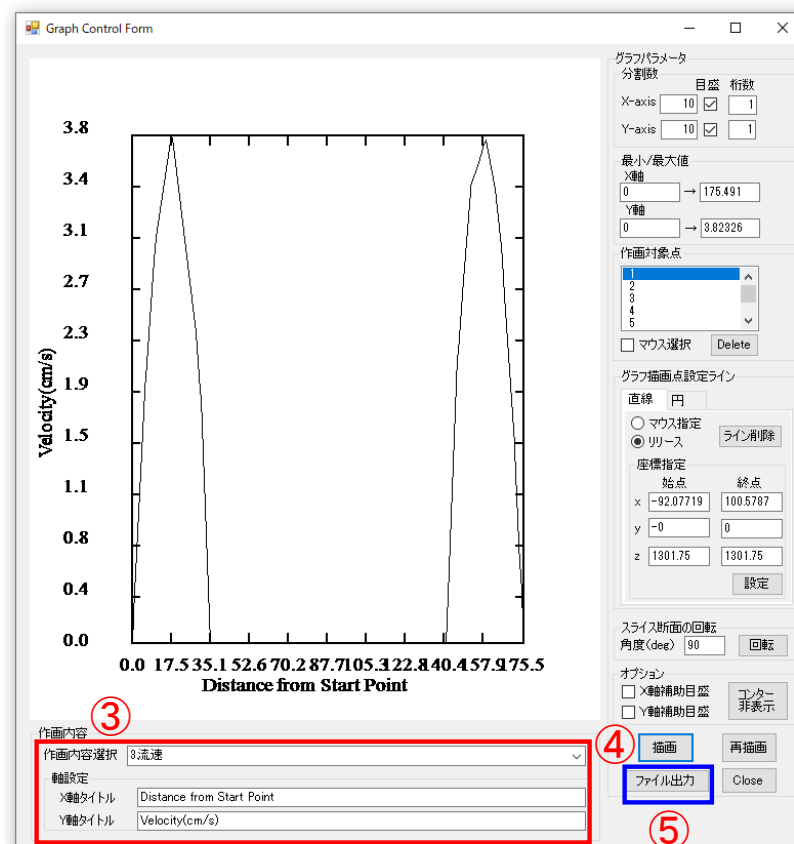 Graph Control Form
3.8
3.4
3.1
2.7
2.3
1.9
1.5
1.1
0.8
0.4
0.0
Velocity(cm/s)
0.0 17.5 35.1 52.6 70.2 87.7 105.3 122.8 140.4 157.9 175.5
Distance from Start Point
③
作画内容
作画内容選択 3流速
軸設定
X軸タイトル Distance from Start Point
Y軸タイトル Velocity(cm/s)
グラフパラメータ
分割数
目盛 桁数
X-axis 10 1
Y-axis 10 1
最小/最大値
X軸
0 → 175.491
Y軸
0 → 3.82326
作画対象点
1
2
3
4
5
マウス選択 Delete
グラフ描画点設定ライン
直線 円
マウス指定
リリース
ライン削除
座標指定
始点 終点
x -92.07719 100.5787
y -0 0
z 1301.75 1301.75
設定
スライス断面の回転
角度(deg) 90 回転
オプション
X軸補助目盛
Y軸補助目盛
コンター
非表示
④
描画 再描画
ファイル出力 Close
⑤